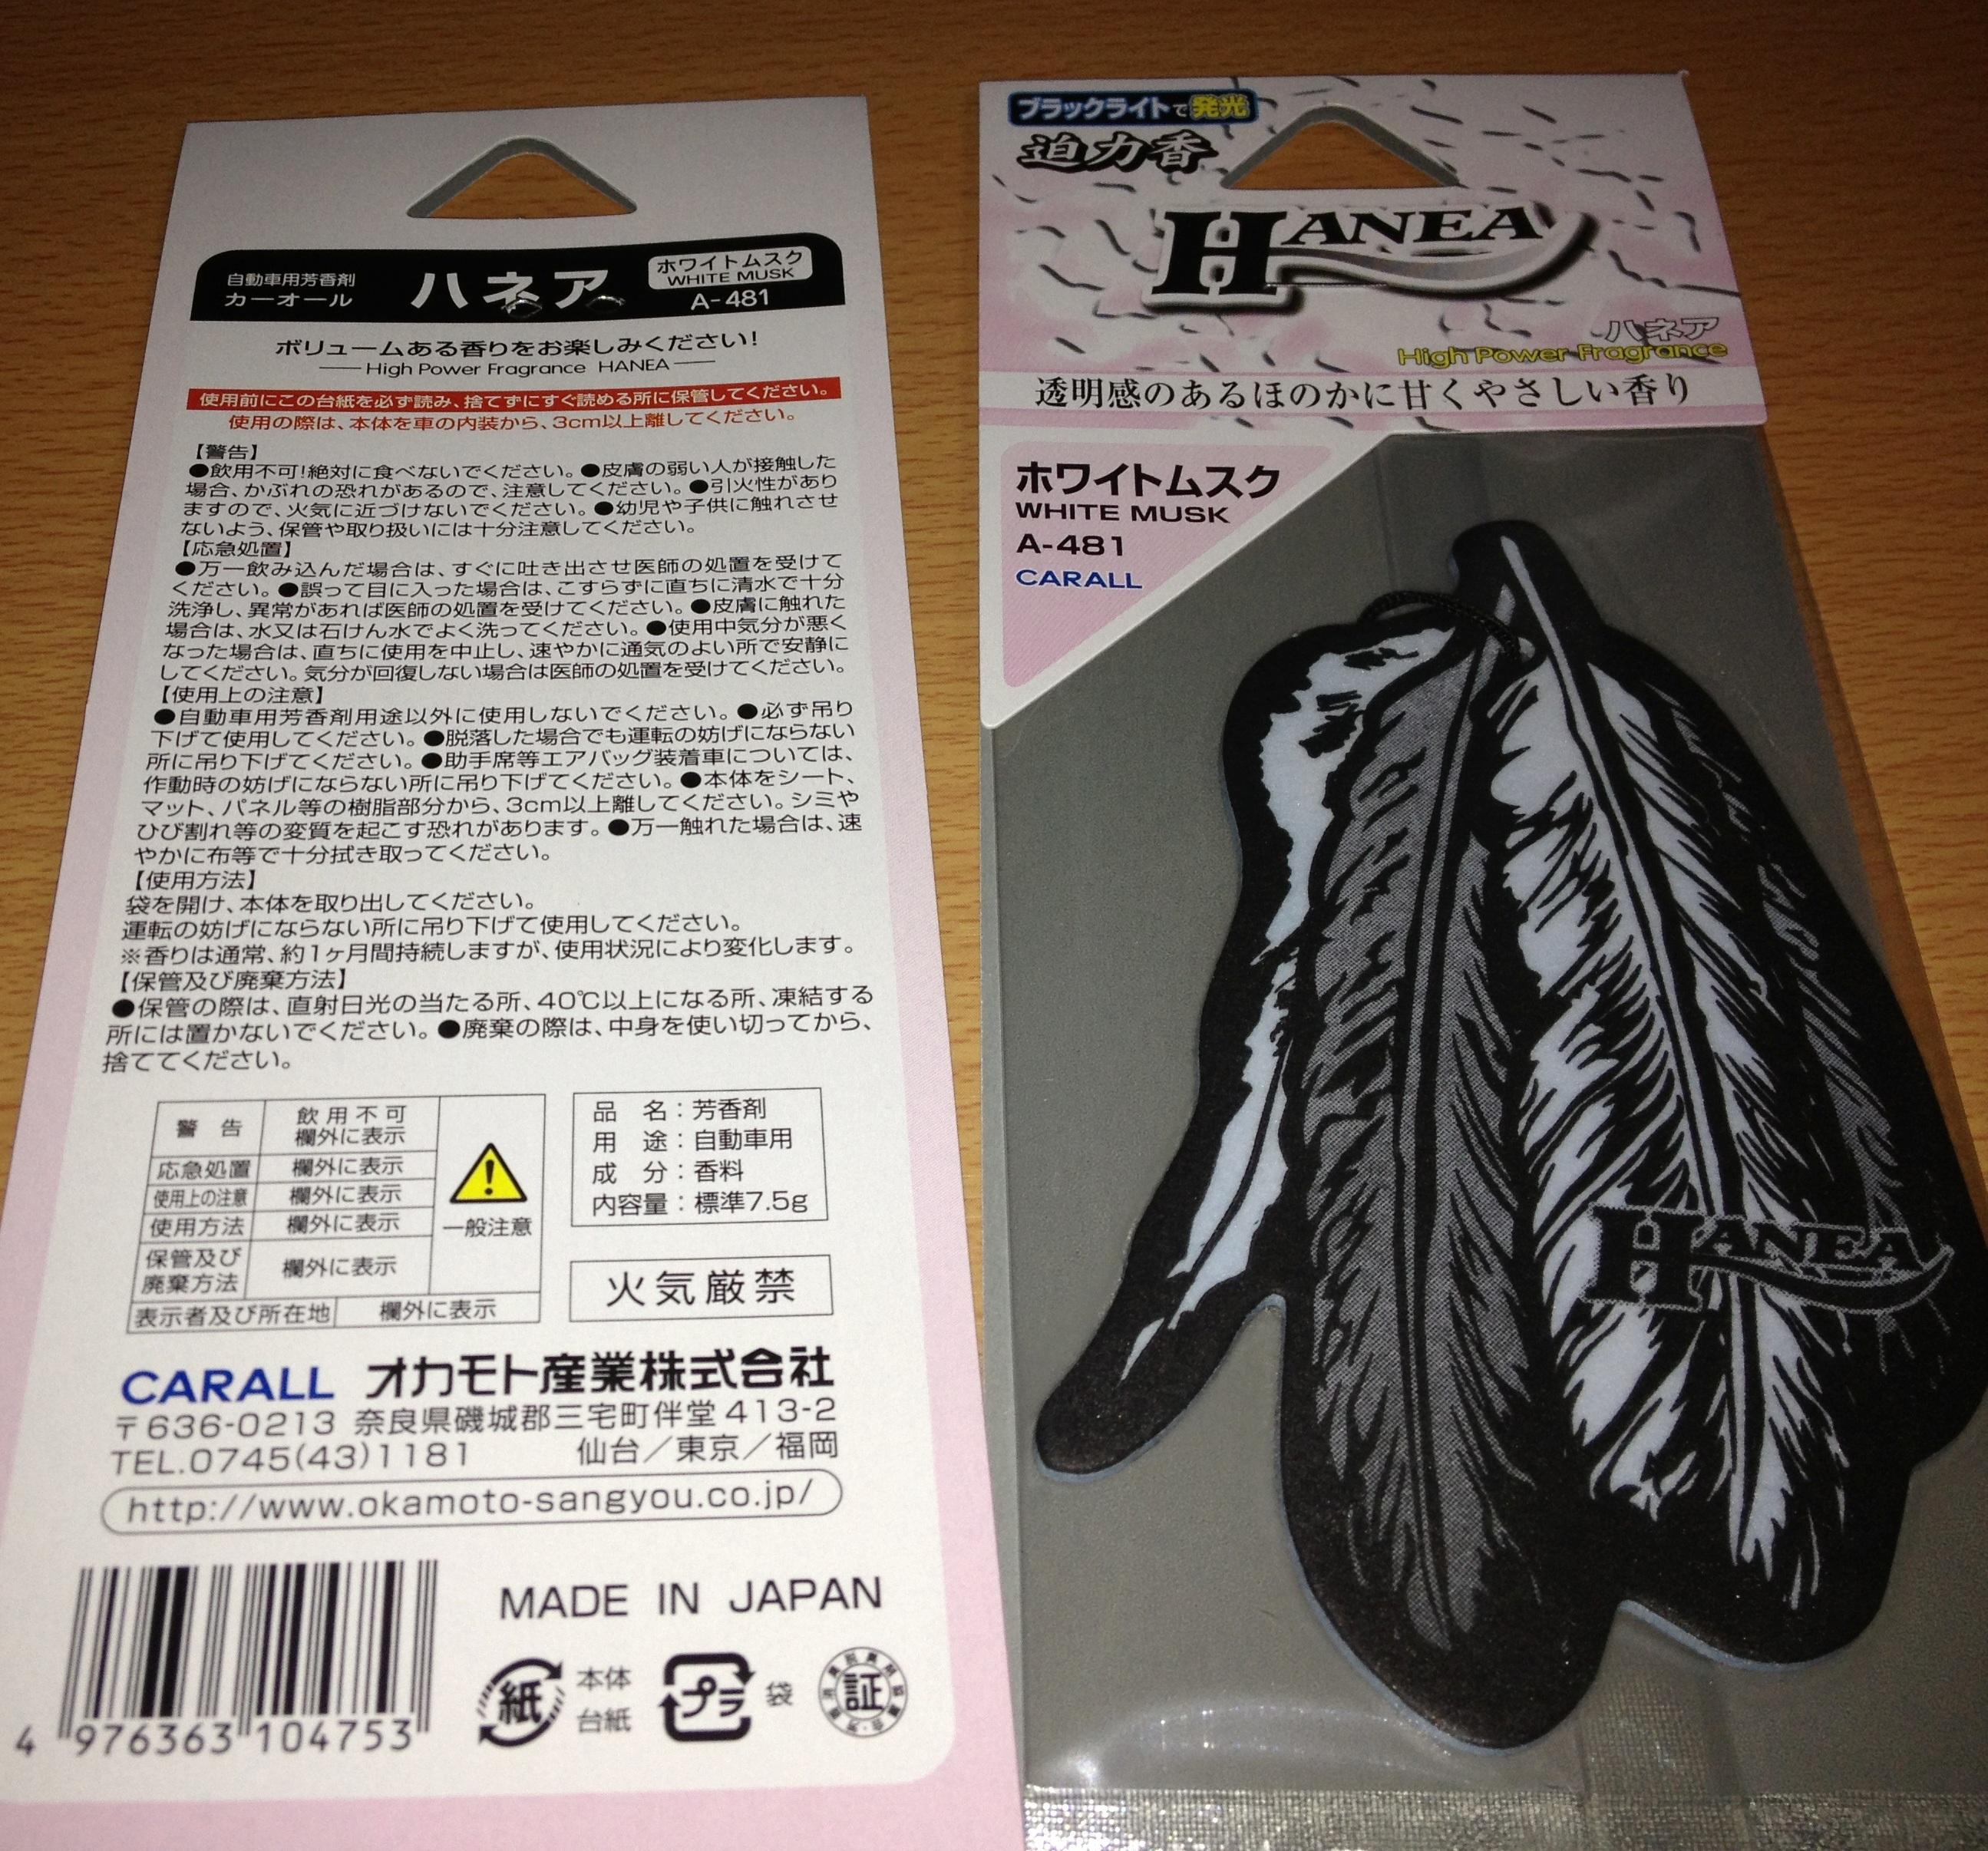 自動車用芳香剤
カーオール
ハネア
ホワイトムスク
WHITE MUSK
A-481
ボリュームある香りをお楽しみください!
High Power Fragrance HANEA
使用前にこの台紙を必ず読み、捨てずにすぐ読める所に保管してください。
使用の際は、本体を車の内装から、3cm以上離してください。
【警告】
●飲用不可!絶対に食べないでください。●皮膚の弱い人が接触した
場合、かぶれの恐れがあるので、注意してください。●引火性があり
ますので、火気に近づけないでください。●幼児や子供に触れさせ
ないよう、保管や取り扱いには十分注意してください。
【応急処置】
●万一飲み込んだ場合は、すぐに吐き出させ医師の処置を受けて
ください。●誤って目に入った場合は、こすらずに直ちに清水で十分
洗浄し、異常があれば医師の処置を受けてください。●皮膚に触れた
場合は、水又は石けん水でよく洗ってください。●使用中気分が悪く
なった場合は、直ちに使用を中止し、速やかに通気のよい所で安静に
してください。気分が回復しない場合は医師の処置を受けてください。
【使用上の注意】
●自動車用芳香剤用途以外に使用しないでください。●必ず吊り
下げて使用してください。●脱落した場合でも運転の妨げにならない
所に吊り下げてください。●助手席等エアバッグ装着車については、
作動時の妨げにならない所に吊り下げてください。●本体をシート、
マット、パネル等の樹脂部分から、3cm以上離してください。シミや
ひび割れ等の変質を起こす恐れがあります。●万一触れた場合は、速
やかに布等で十分拭き取ってください。
【使用方法】
袋を開け、本体を取り出してください。
運転の妨げにならない所に吊り下げて使用してください。
※香りは通常、約1ヶ月間持続しますが、使用状況により変化します。
【保管及び廃棄方法】
●保管の際は、直射日光の当たる所、40℃以上になる所、凍結する
所には置かないでください。●廃棄の際は、中身を使い切ってから、
捨ててください。
警告 飲用不可
欄外に表示
応急処置 欄外に表示
使用上の注意 欄外に表示
使用方法 欄外に表示
保管及び
廃棄方法 欄外に表示
表示者及び所在地 欄外に表示
一般注意
品 名:芳香剤
用 途:自動車用
成 分:香料
内容量:標準7.5g
火気厳禁
CARALL オカモト産業株式会社
〒636-0213 奈良県磯城郡三宅町伴堂413-2
TEL.0745(43)1181 仙台/東京/福岡
http://www.okamoto-sangyou.co.jp/
MADE IN JAPAN
4 976363 104753
紙 本体
台紙
プラ 袋
証
ブラックライトで発光
迫力香
HANEA
ハネア
High Power Fragrance
透明感のあるほのかに甘くやさしい香り
ホワイトムスク
WHITE MUSK
A-481
CARALL
HANEA